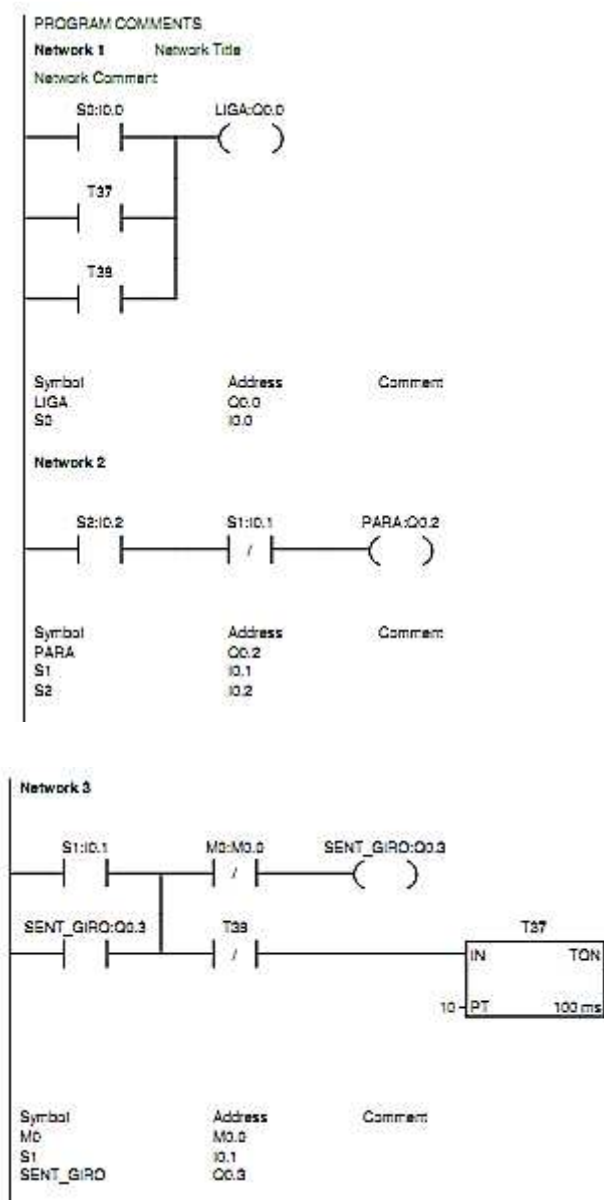 PROGRAM COMMENTS
Network 1 Network Title
Network Comment
S0:I0.0 LIGA:Q0.0
T37
T38
Symbol Address Comment
LIGA Q0.0
S0 I0.0
Network 2
S2:I0.2 S1:I0.1 PARA:Q0.2
/
Symbol Address Comment
PARA Q0.2
S1 I0.1
S2 I0.2
Network 3
S1:I0.1 M0:M0.0 SENT_GIRO:Q0.3
/
SENT_GIRO:Q0.3 T38 T37
/ IN TON
10 PT 100 ms
Symbol Address Comment
M0 M0.0
S1 I0.1
SENT_GIRO Q0.3